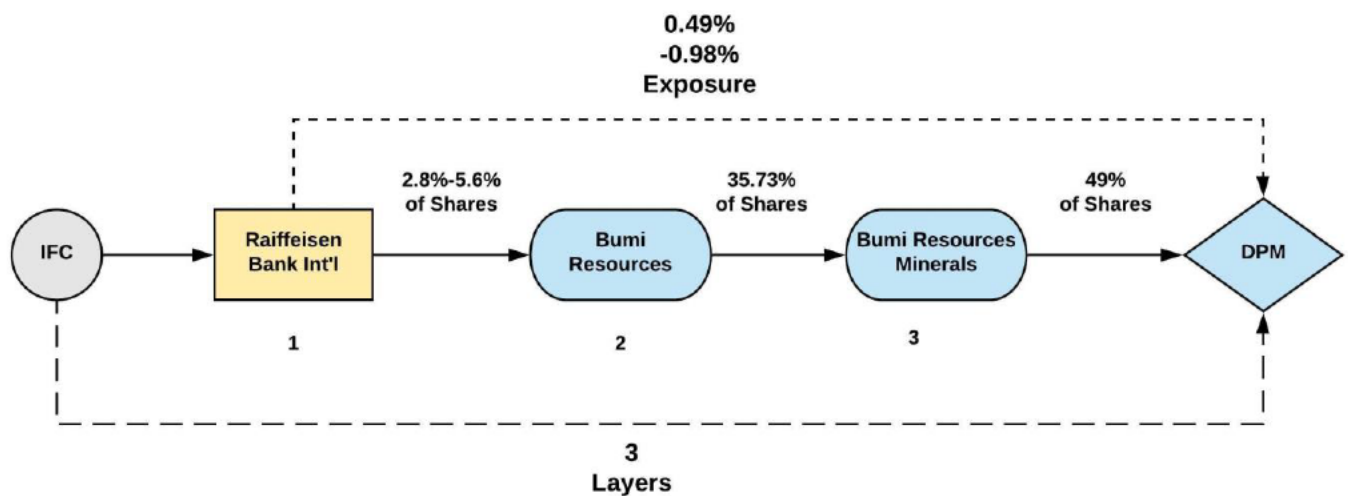 0.49%
-0.98%
Exposure
2.8%-5.6%
of Shares
35.73%
of Shares
49%
of Shares
IFC
Raiffeisen
Bank Int'l
Bumi
Resources
Bumi Resources
Minerals
DPM
1
2
3
3
Layers